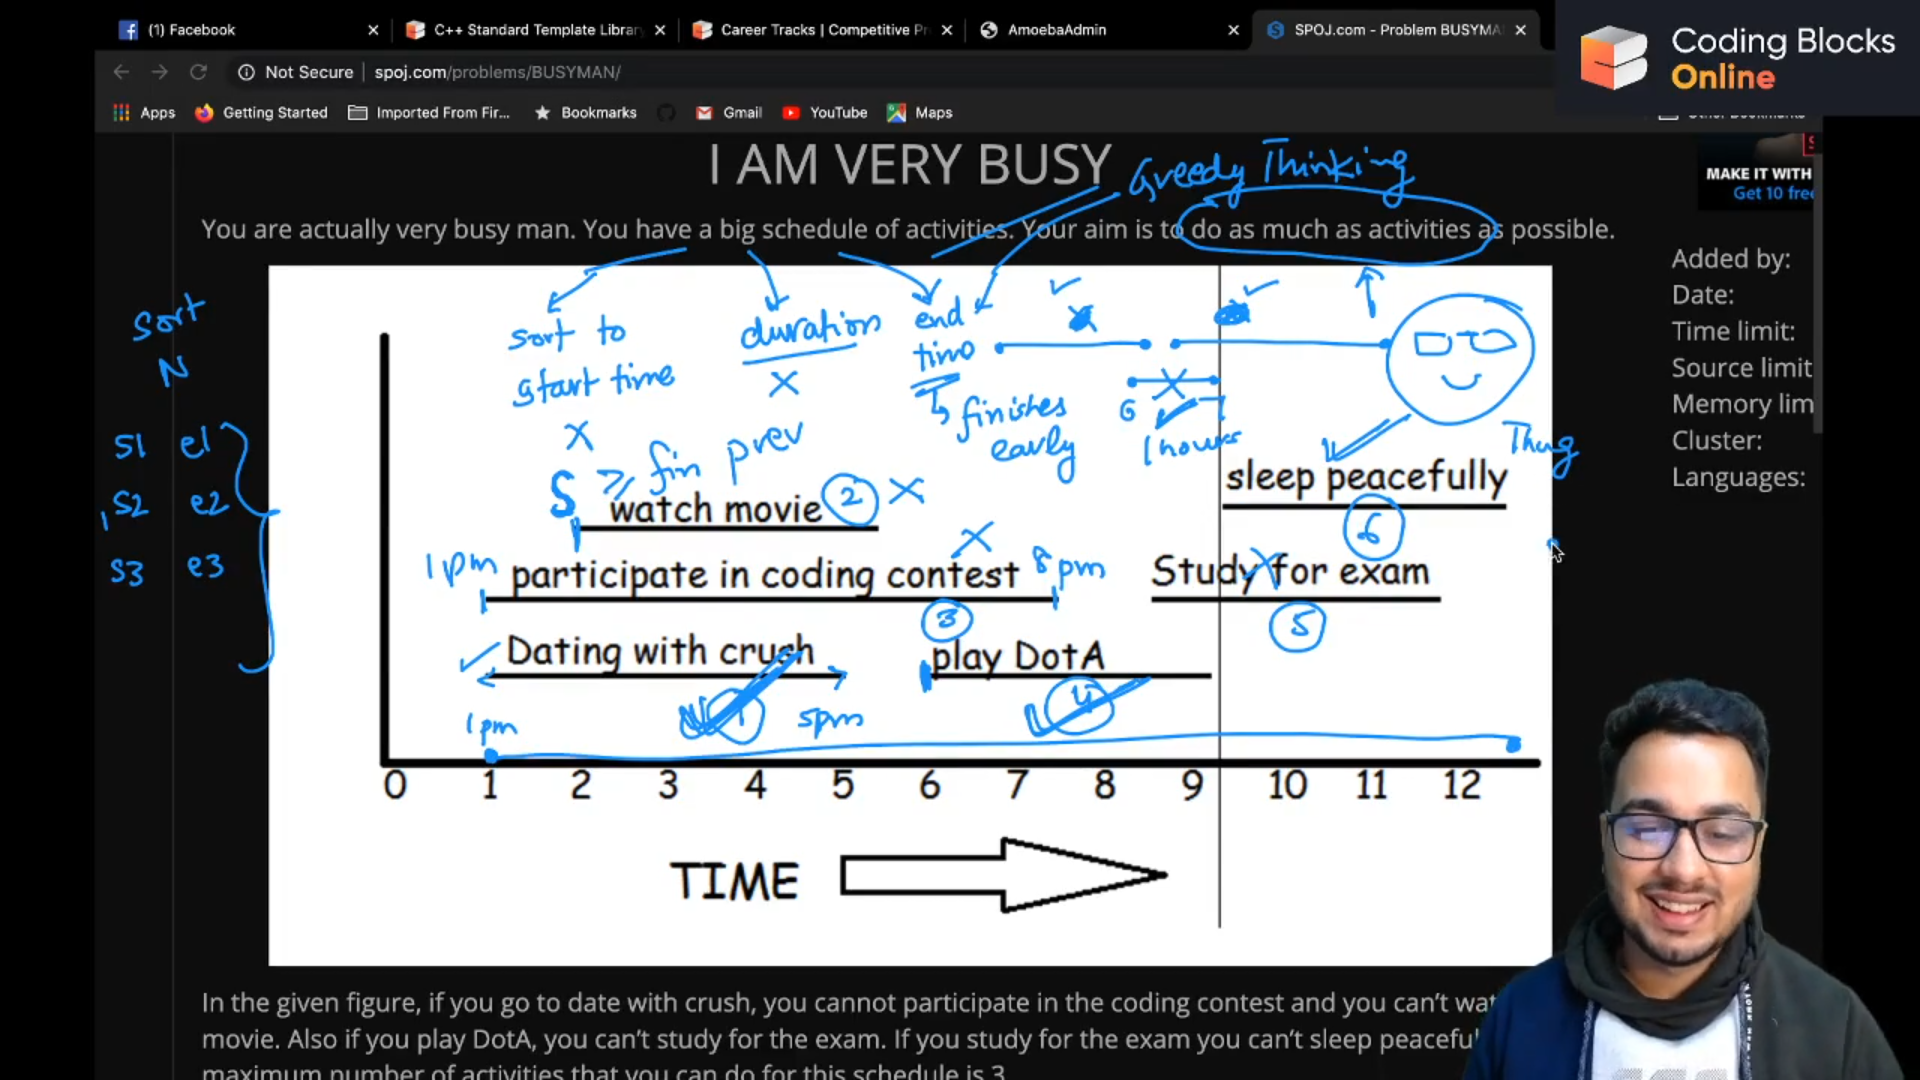 (1) Facebook
C++ Standard Template Librar
Career Tracks | Competitive Pr
AmoebaAdmin
SPOJ.com - Problem BUSYMA
Coding Blocks
Online
Not Secure
spoj.com/problems/BUSYMAN/
Apps
Getting Started
Imported From Fir...
Bookmarks
Gmail
YouTube
Maps
I AM VERY BUSY
Greedy Thinking
MAKE IT WITH
Get 10 free
You are actually very busy man. You have a big schedule of activities. Your aim is to do as much as activities as possible.
Added by:
Date:
Time limit:
Source limit
Memory lim
Cluster:
Languages:
sort
N
s1 e1
s2 e2
s3 e3
sort to
start time
duration
end
time
finishes
early
6 7
1 hours
Thug
S ≥ fin prev
watch movie 2
sleep peacefully
6
1pm participate in coding contest 8pm
3
Study for exam
5
Dating with crush
1pm 1 5pm
play DotA
4
0 1 2 3 4 5 6 7 8 9 10 11 12
TIME
In the given figure, if you go to date with crush, you cannot participate in the coding contest and you can't wat
movie. Also if you play DotA, you can't study for the exam. If you study for the exam you can't sleep peaceful
maximum number of activities that you can do for this schedule is 3.